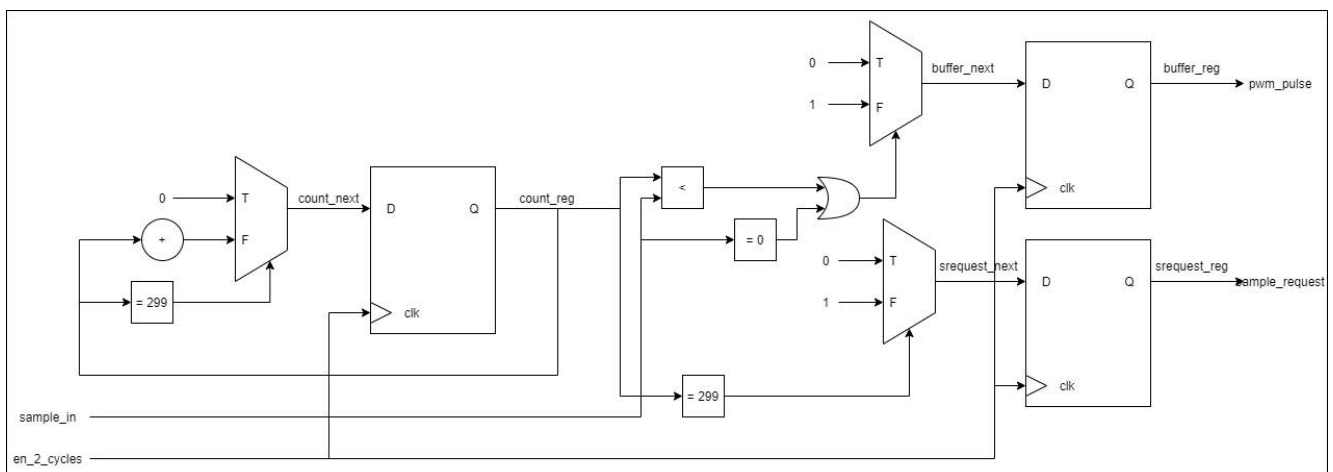 0
T
buffer_next
buffer_reg
D
Q
pwm_pulse
1
F
clk
0
T
count_next
D
Q
count_reg
<
+
F
= 0
= 299
clk
0
T
srequest_next
D
Q
srequest_reg
sample_request
1
F
clk
= 299
sample_in
en_2_cycles